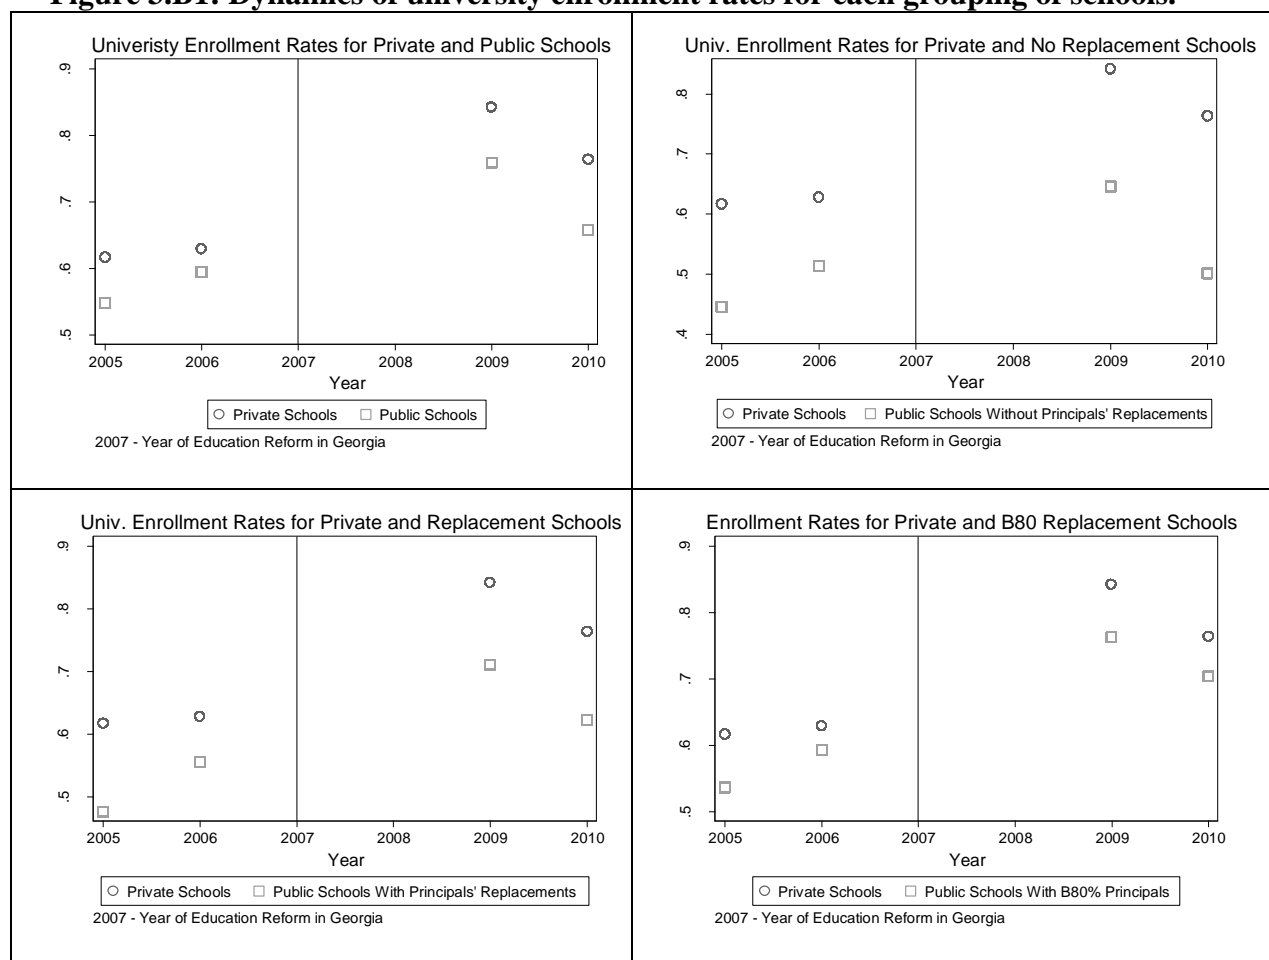 Figure 3.B1: Dynamics of university enrollment rates for each grouping of schools.
Univeristy Enrollment Rates for Private and Public Schools
.9
.8
.7
.6
.5
2005 2006 2007 2008 2009 2010
Year
Private Schools Public Schools
2007 - Year of Education Reform in Georgia
Univ. Enrollment Rates for Private and No Replacement Schools
.8
.7
.6
.5
.4
2005 2006 2007 2008 2009 2010
Year
Private Schools Public Schools Without Principals' Replacements
2007 - Year of Education Reform in Georgia
Univ. Enrollment Rates for Private and Replacement Schools
.9
.8
.7
.6
.5
2005 2006 2007 2008 2009 2010
Year
Private Schools Public Schools With Principals' Replacements
2007 - Year of Education Reform in Georgia
Enrollment Rates for Private and B80 Replacement Schools
.9
.8
.7
.6
.5
2005 2006 2007 2008 2009 2010
Year
Private Schools Public Schools With B80% Principals
2007 - Year of Education Reform in Georgia